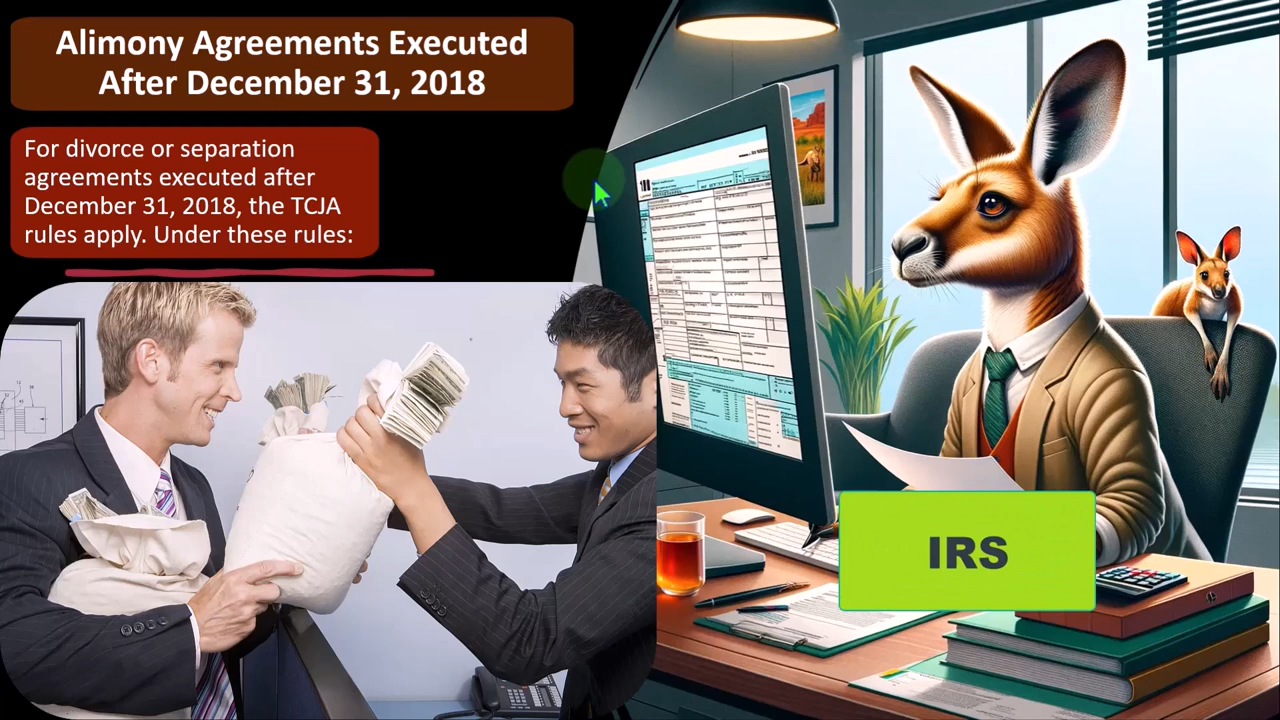 Alimony Agreements Executed
After December 31, 2018
For divorce or separation
agreements executed after
December 31, 2018, the TCJA
rules apply. Under these rules:
IRS